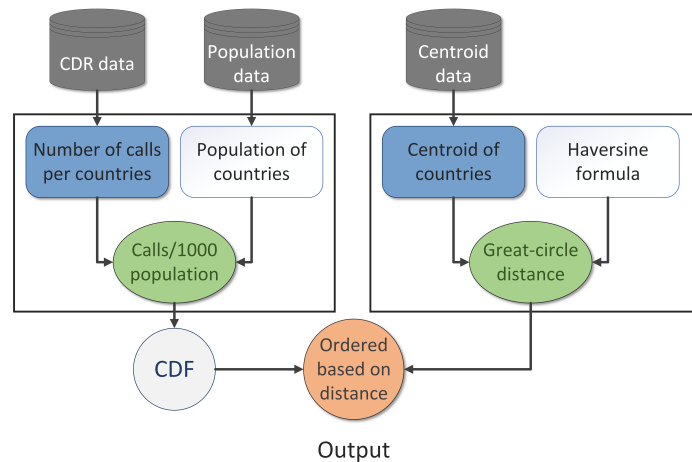 CDR data
Population
data
Centroid
data
Number of calls
per countries
Population of
countries
Centroid of
countries
Haversine
formula
Calls/1000
population
Great-circle
distance
CDF
Ordered
based on
distance
Output